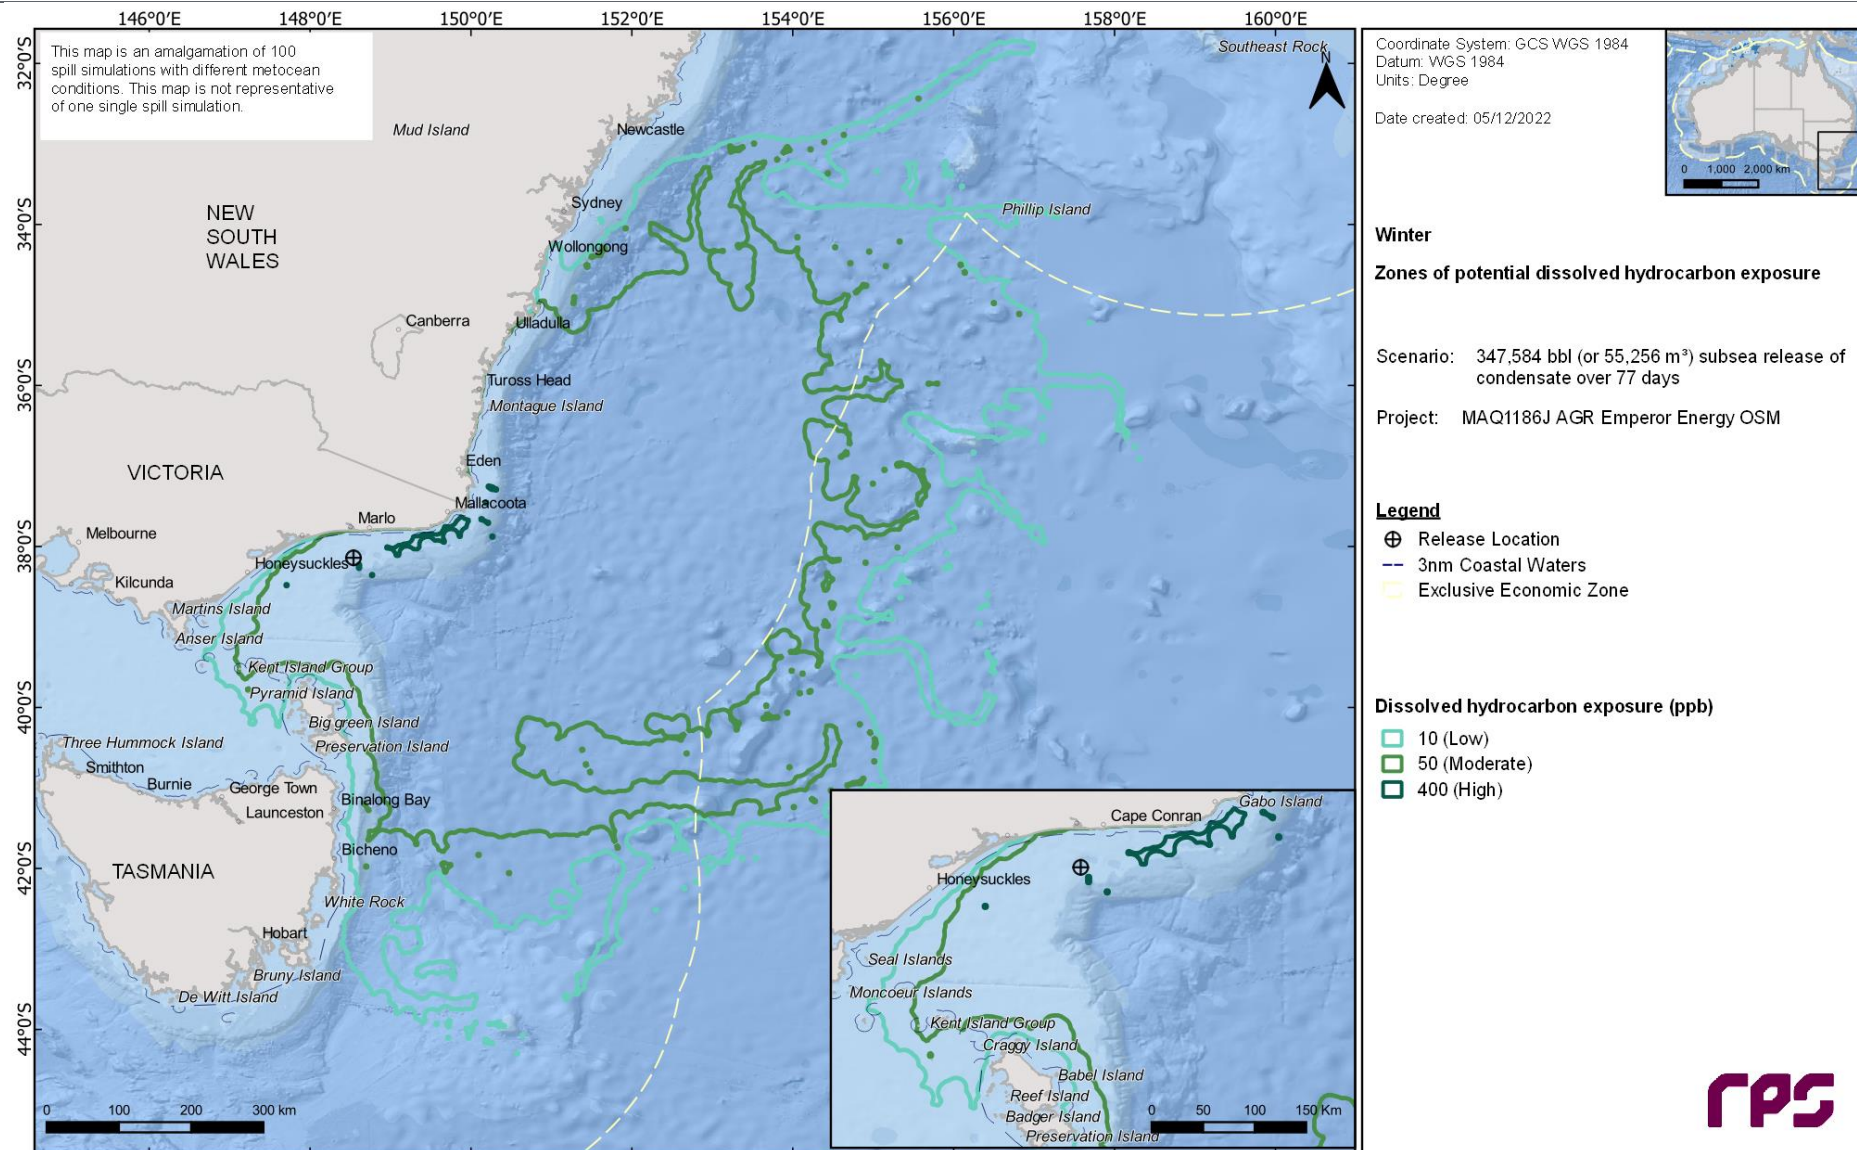 146°0'E 148°0'E 150°0'E 152°0'E 154°0'E 156°0'E 158°0'E 160°0'E
32°0'S
34°0'S
36°0'S
38°0'S
40°0'S
42°0'S
44°0'S
This map is an amalgamation of 100
spill simulations with different metocean
conditions. This map is not representative
of one single spill simulation.
Southeast Rock
N
Mud Island
Newcastle
NEW
SOUTH
WALES
Sydney
Phillip Island
Wollongong
Canberra
Ulladulla
Tuross Head
Montague Island
Eden
VICTORIA
Mallacoota
Marlo
Melbourne
Honeysuckles
Kilcunda
Martins Island
Anser Island
Kent Island Group
Pyramid Island
Big green Island
Preservation Island
Three Hummock Island
Smithton
Burnie
George Town
Launceston
Binalong Bay
Bicheno
TASMANIA
White Rock
Hobart
Bruny Island
De Witt Island
0 100 200 300 km
Gabo Island
Cape Conran
Honeysuckles
Seal Islands
Moncoeur Islands
Kent Island Group
Craggy Island
Babel Island
Reef Island
Badger Island
Preservation Island
0 50 100 150 Km
Coordinate System: GCS WGS 1984
Datum: WGS 1984
Units: Degree
Date created: 05/12/2022
0 1,000 2,000 km
Winter
Zones of potential dissolved hydrocarbon exposure
Scenario: 347,584 bbl (or 55,256 m³) subsea release of
condensate over 77 days
Project: MAQ1186J AGR Emperor Energy OSM
Legend
Release Location
3nm Coastal Waters
Exclusive Economic Zone
Dissolved hydrocarbon exposure (ppb)
10 (Low)
50 (Moderate)
400 (High)
rps